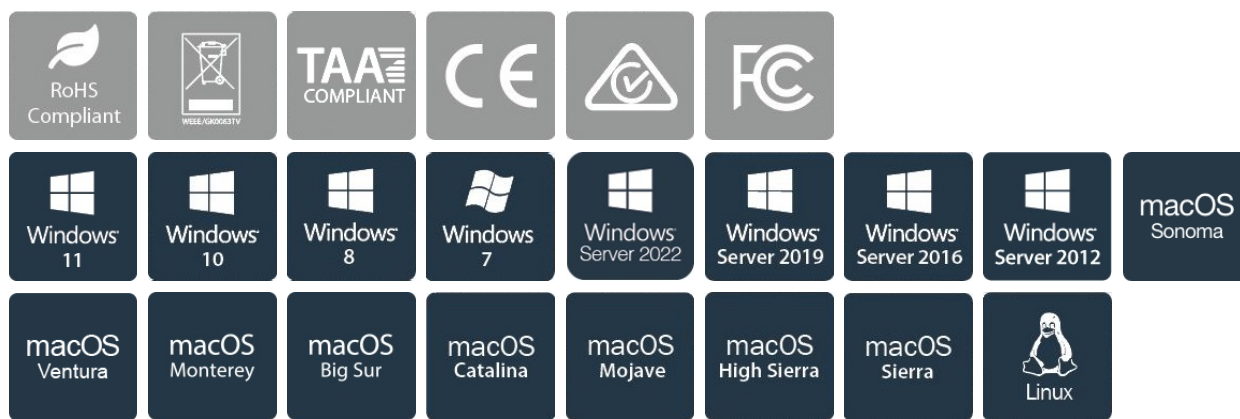 RoHS
Compliant
WEEE/GK0063TV
TAA
COMPLIANT
CE
FC
Windows
11
Windows
10
Windows
8
Windows
7
Windows
Server 2022
Windows
Server 2019
Windows
Server 2016
Windows
Server 2012
macOS
Sonoma
macOS
Ventura
macOS
Monterey
macOS
Big Sur
macOS
Catalina
macOS
Mojave
macOS
High Sierra
macOS
Sierra
Linux